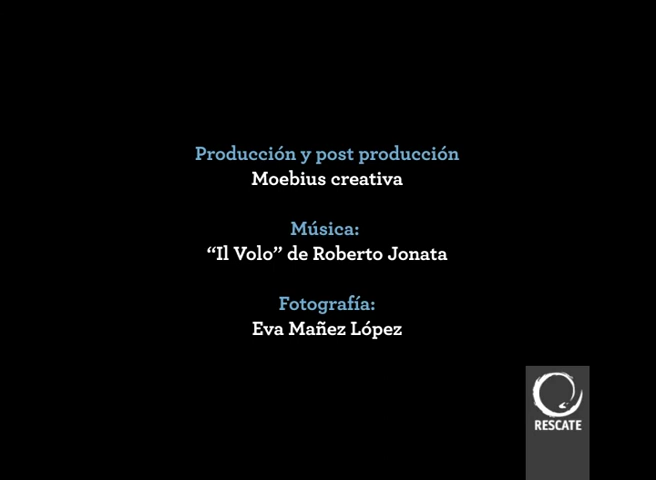 Producción y post producción
Moebius creativa
Música:
“Il Volo” de Roberto Jonata
Fotografía:
Eva Mañez López
RESCATE